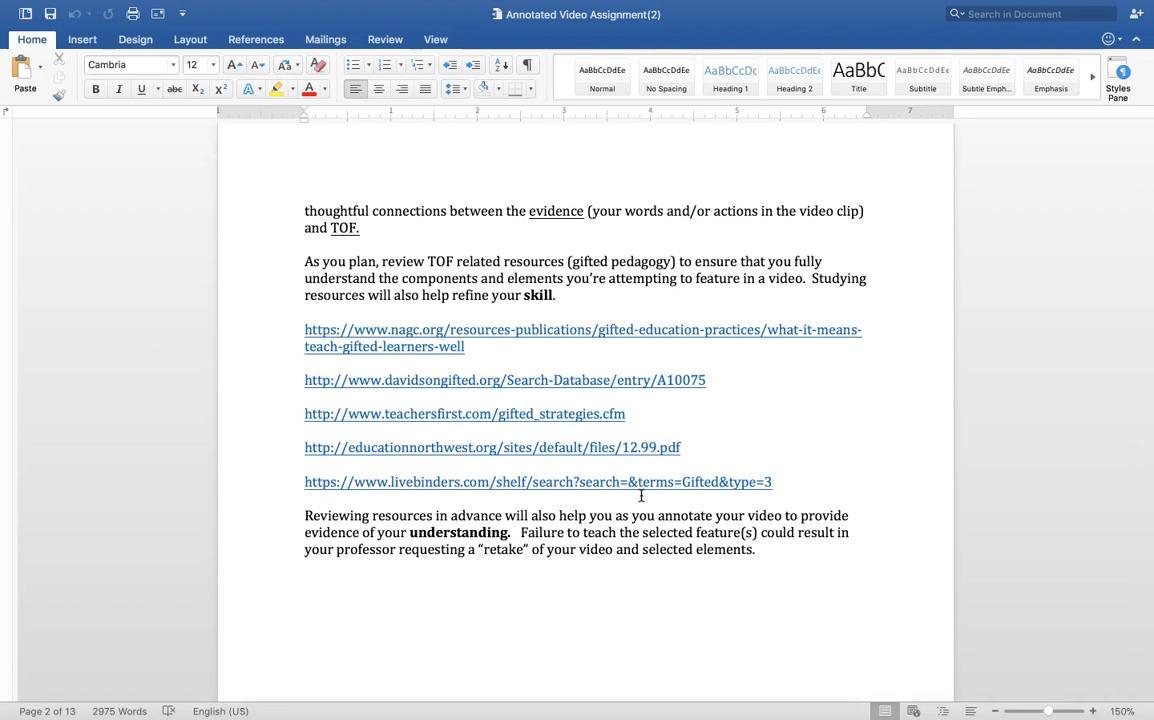 Annotated Video Assignment(2)
Search in Document
Home Insert Design Layout References Mailings Review View
Paste
Cambria 12
AaBbCcDdEe AaBbCcDdEe AaBbCcDc AaBbCcDdEe AaBbC AaBbCcDdEe AaBbCcDdEe AaBbCcDdEe
Normal No Spacing Heading 1 Heading 2 Title Subtitle Subtle Emph... Emphasis
Styles
Pane
1 1 2 3 4 5 6 7
thoughtful connections between the evidence (your words and/or actions in the video clip)
and TOF.
As you plan, review TOF related resources (gifted pedagogy) to ensure that you fully
understand the components and elements you're attempting to feature in a video. Studying
resources will also help refine your skill.
https://www.nagc.org/resources-publications/gifted-education-practices/what-it-means-
teach-gifted-learners-well
http://www.davidsongifted.org/Search-Database/entry/A10075
http://www.teachersfirst.com/gifted_strategies.cfm
http://educationnorthwest.org/sites/default/files/12.99.pdf
https://www.livebinders.com/shelf/search?search=&terms=Gifted&type=3
Reviewing resources in advance will also help you as you annotate your video to provide
evidence of your understanding. Failure to teach the selected feature(s) could result in
your professor requesting a “retake” of your video and selected elements.
Page 2 of 13 2975 Words English (US) 150%